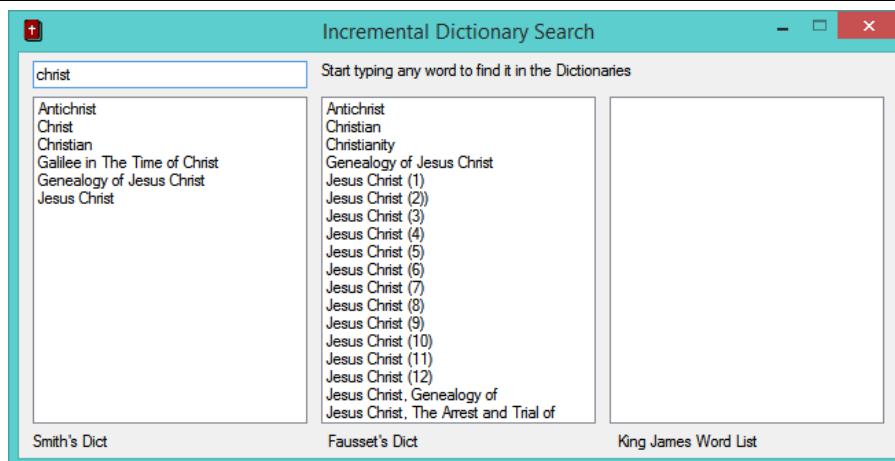 Incremental Dictionary Search
christ
Start typing any word to find it in the Dictionaries
Antichrist
Christ
Christian
Galilee in The Time of Christ
Genealogy of Jesus Christ
Jesus Christ
Antichrist
Christian
Christianity
Genealogy of Jesus Christ
Jesus Christ (1)
Jesus Christ (2))
Jesus Christ (3)
Jesus Christ (4)
Jesus Christ (5)
Jesus Christ (6)
Jesus Christ (7)
Jesus Christ (8)
Jesus Christ (9)
Jesus Christ (10)
Jesus Christ (11)
Jesus Christ (12)
Jesus Christ, Genealogy of
Jesus Christ, The Arrest and Trial of
Smith's Dict
Fausset's Dict
King James Word List